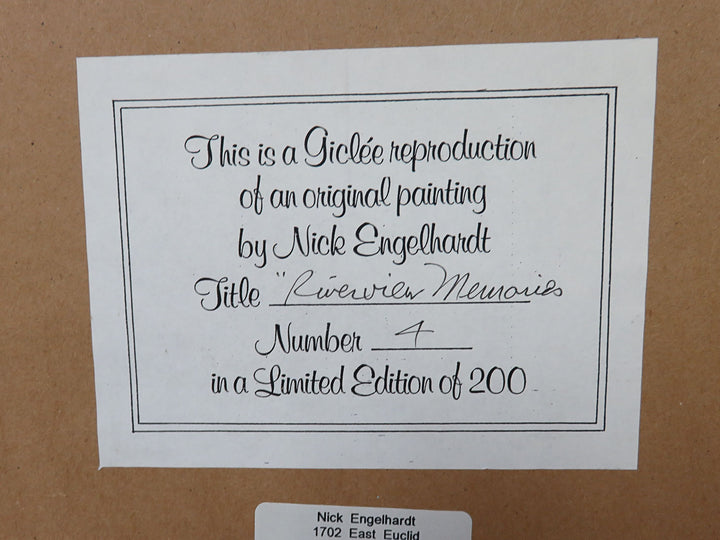 This is a Giclée reproduction
of an original painting
by Nick Engelhardt
Title "Riverview Memories
Number 4
in a Limited Edition of 200
Nick Engelhardt
1702 East Euclid